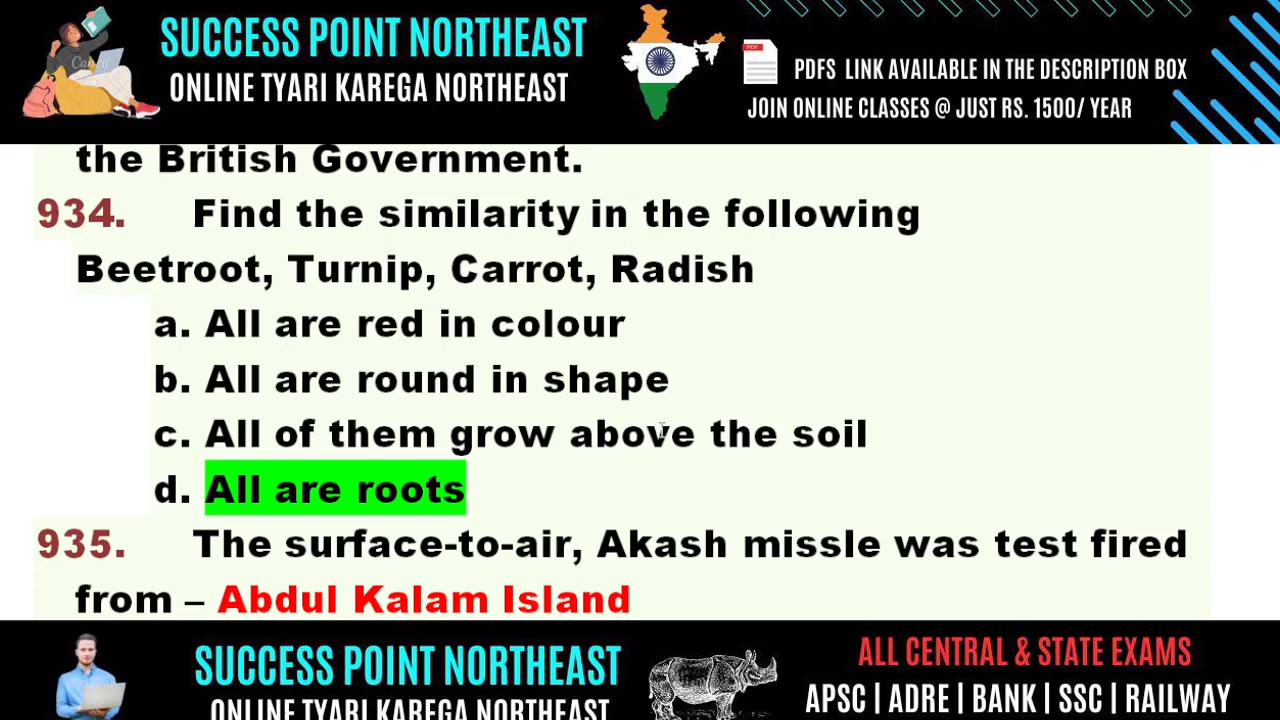 SUCCESS POINT NORTHEAST
ONLINE TYARI KAREGA NORTHEAST
Canva
PDF
PDFS LINK AVAILABLE IN THE DESCRIPTION BOX
JOIN ONLINE CLASSES @ JUST RS. 1500/ YEAR
the British Government.
934. Find the similarity in the following
Beetroot, Turnip, Carrot, Radish
a. All are red in colour
b. All are round in shape
c. All of them grow above the soil
d. All are roots
935. The surface-to-air, Akash missle was test fired
from – Abdul Kalam Island
SUCCESS POINT NORTHEAST
ONLINE TYARI KAREGA NORTHEAST
ALL CENTRAL & STATE EXAMS
APSC | ADRE | BANK | SSC | RAILWAY